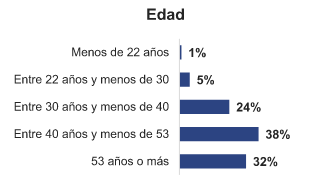 Edad
Menos de 22 años 1%
Entre 22 años y menos de 30 5%
Entre 30 años y menos de 40 24%
Entre 40 años y menos de 53 38%
53 años o más 32%